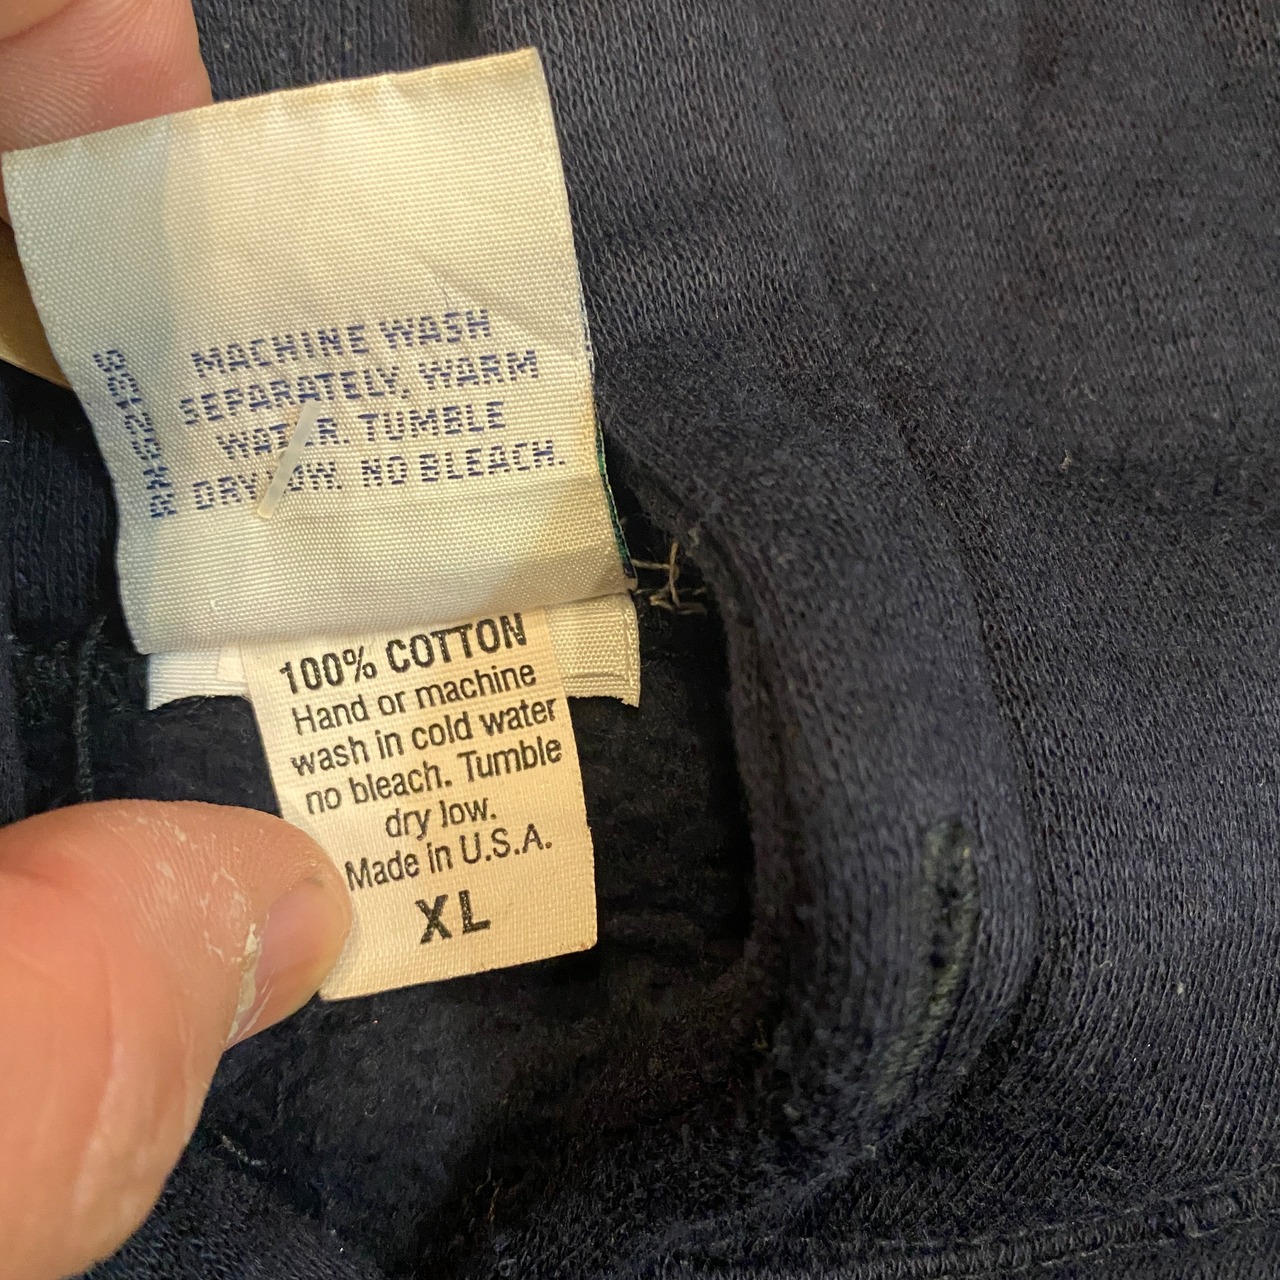 MACHINE WASH
SEPARATELY, WARM
WATER. TUMBLE
DRY LOW. NO BLEACH.
100% COTTON
Hand or machine
wash in cold water
no bleach. Tumble
dry low.
Made in U.S.A.
XL